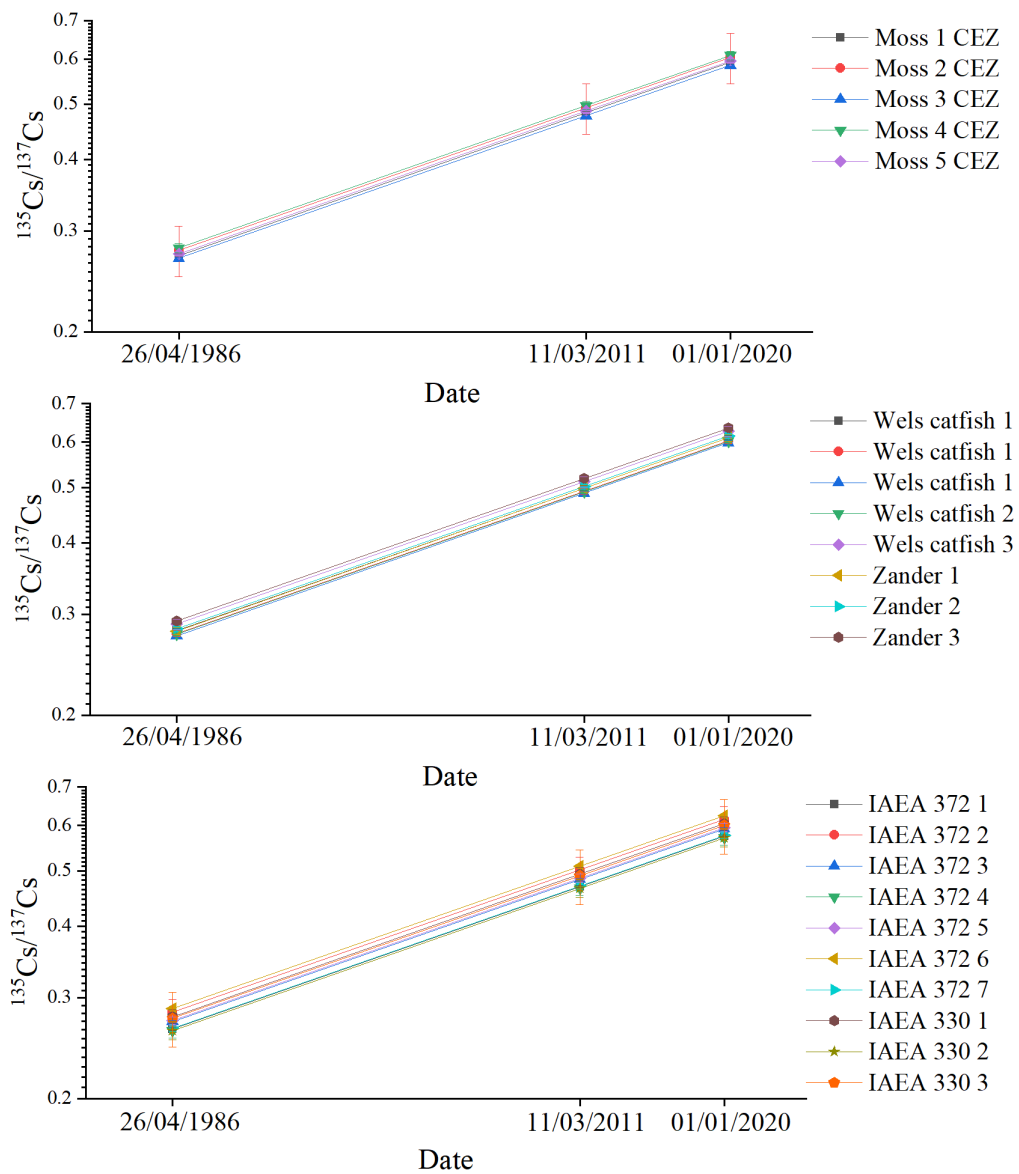 0.7
0.6
0.5
0.4
0.3
0.2
¹³⁵Cs/¹³⁷Cs
26/04/1986 11/03/2011 01/01/2020
Date
Moss 1 CEZ
Moss 2 CEZ
Moss 3 CEZ
Moss 4 CEZ
Moss 5 CEZ
0.7
0.6
0.5
0.4
0.3
0.2
¹³⁵Cs/¹³⁷Cs
26/04/1986 11/03/2011 01/01/2020
Date
Wels catfish 1
Wels catfish 1
Wels catfish 1
Wels catfish 2
Wels catfish 3
Zander 1
Zander 2
Zander 3
0.7
0.6
0.5
0.4
0.3
0.2
¹³⁵Cs/¹³⁷Cs
26/04/1986 11/03/2011 01/01/2020
Date
IAEA 372 1
IAEA 372 2
IAEA 372 3
IAEA 372 4
IAEA 372 5
IAEA 372 6
IAEA 372 7
IAEA 330 1
IAEA 330 2
IAEA 330 3